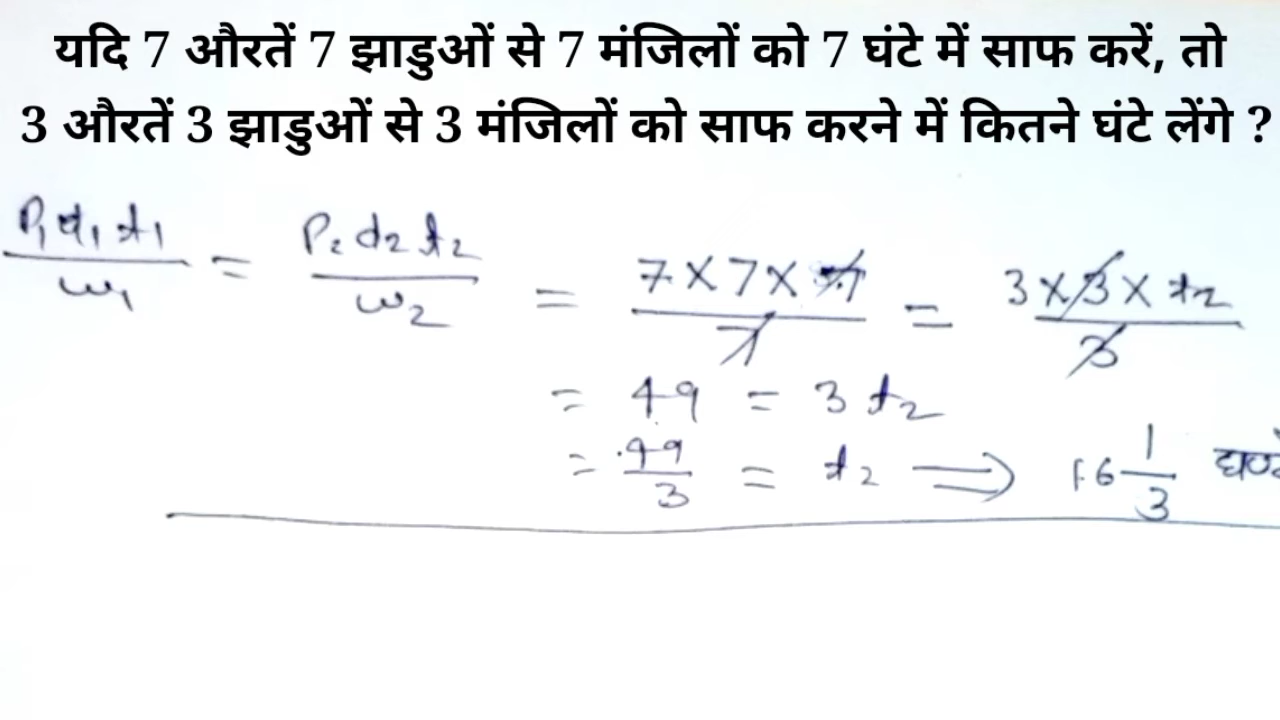 यदि 7 औरतें 7 झाडुओं से 7 मंजिलों को 7 घंटे में साफ करें, तो
3 औरतें 3 झाडुओं से 3 मंजिलों को साफ करने में कितने घंटे लेंगे ?
P₁d₁t₁/w₁ = P₂d₂t₂/w₂ = 7×7×7/7 = 3×3×t₂/3
= 49 = 3t₂
= 49/3 = t₂ ⇒ 16 1/3